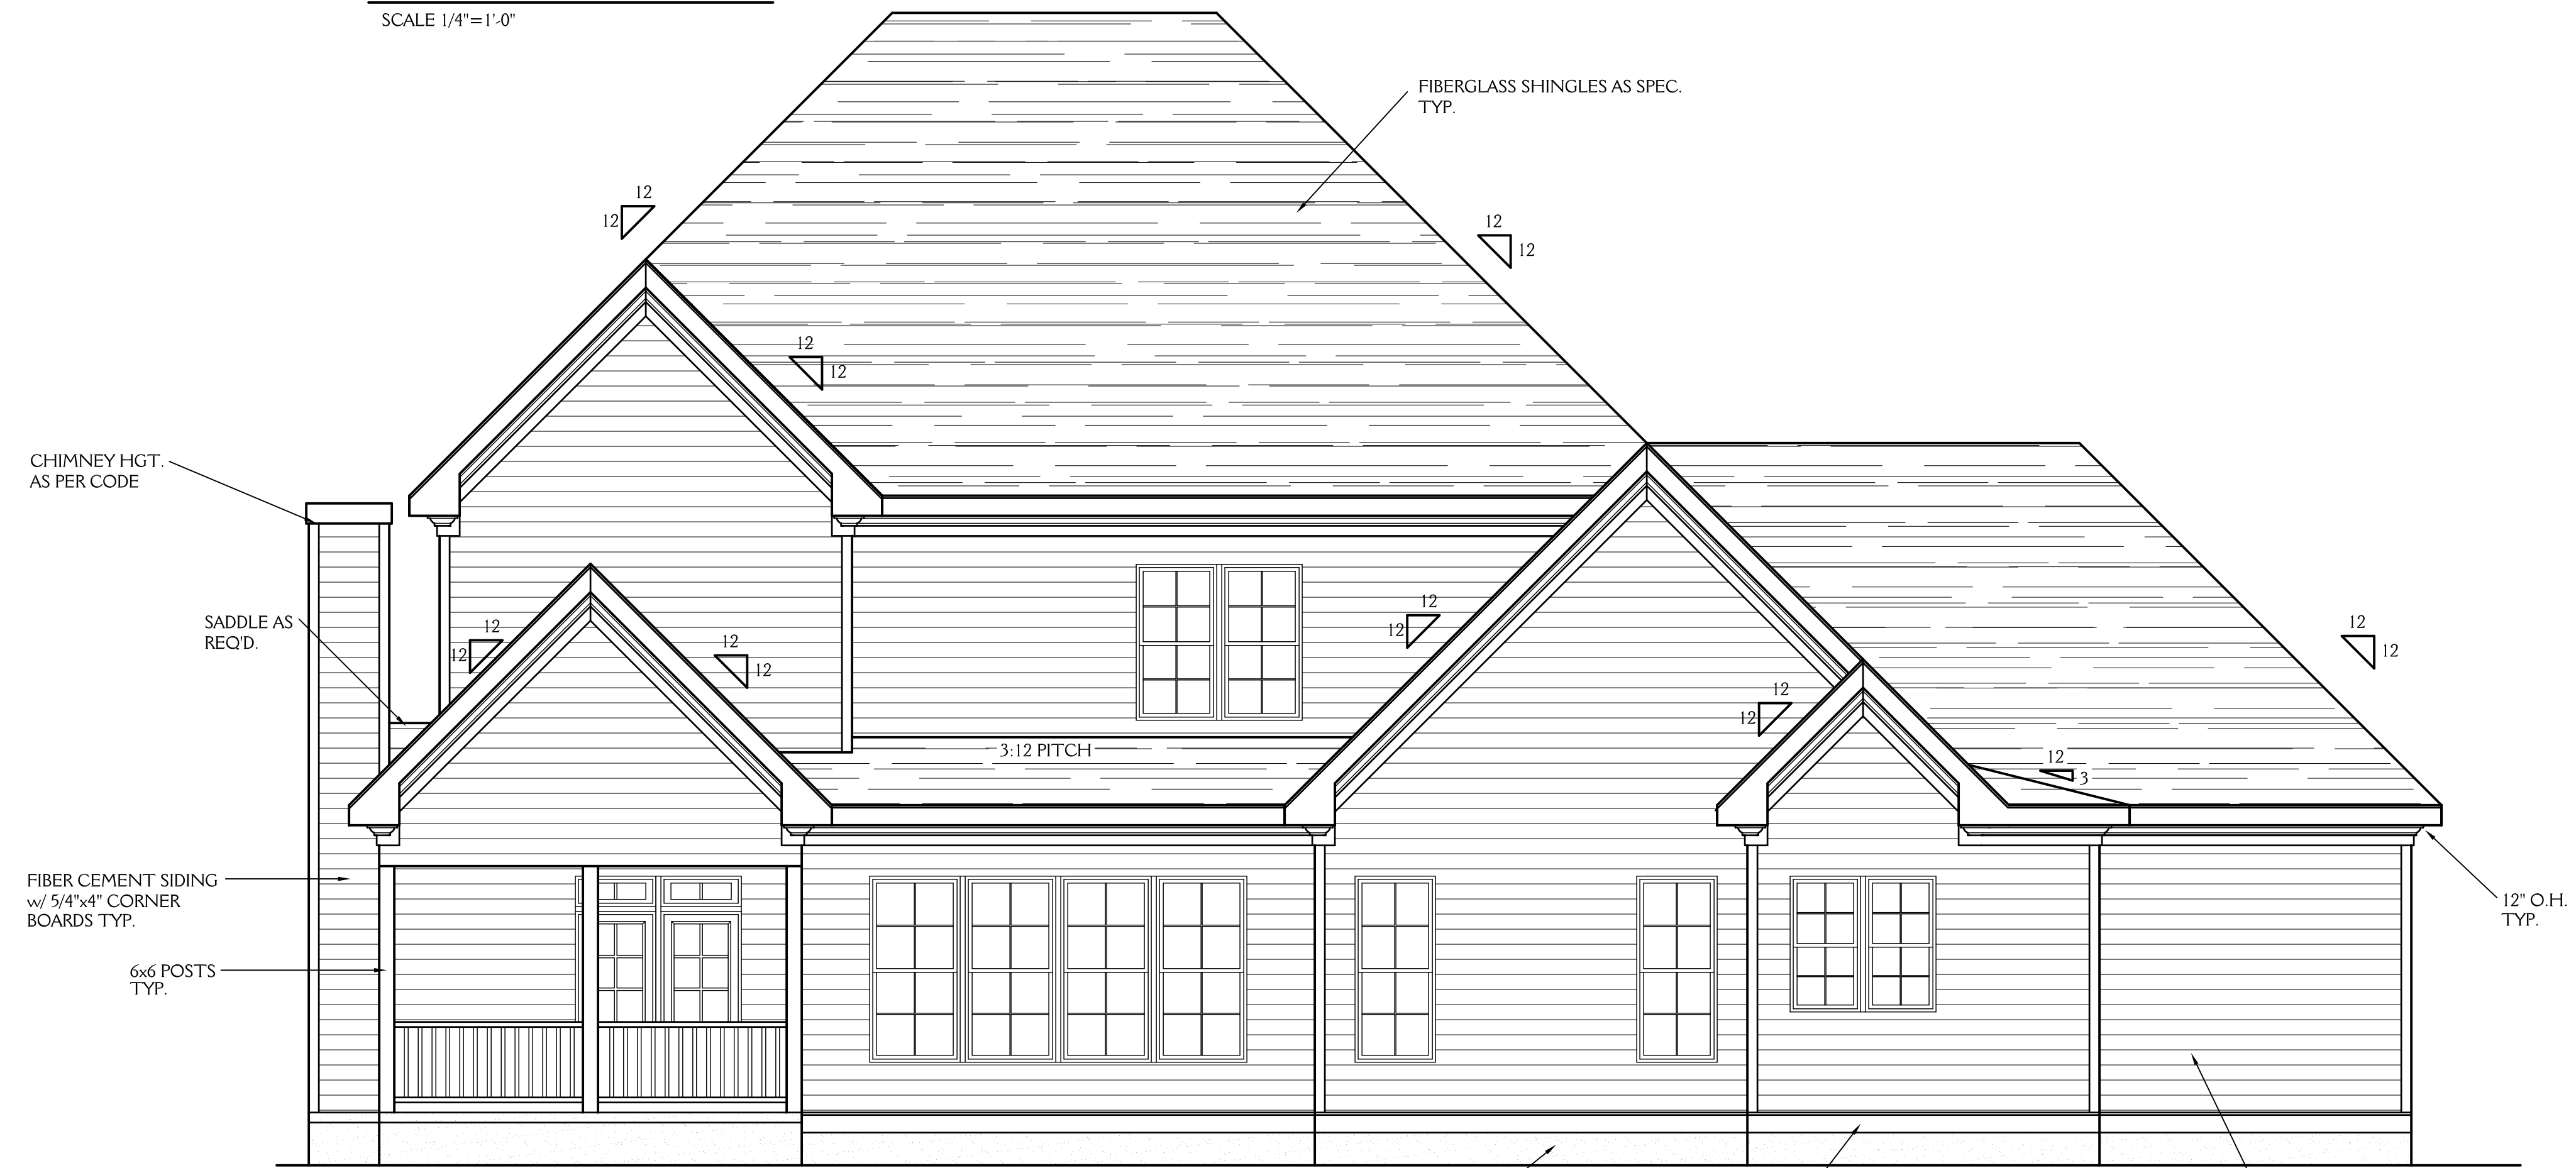 SCALE 1/4"=1'-0"
FIBERGLASS SHINGLES AS SPEC.
TYP.
12
12
12
12
12
12
CHIMNEY HGT.
AS PER CODE
SADDLE AS
REQ'D.
12
12
12
12
12
12
12
12
12
12
3:12 PITCH
12
3
FIBER CEMENT SIDING
w/ 5/4"x4" CORNER
BOARDS TYP.
6x6 POSTS
TYP.
12" O.H.
TYP.